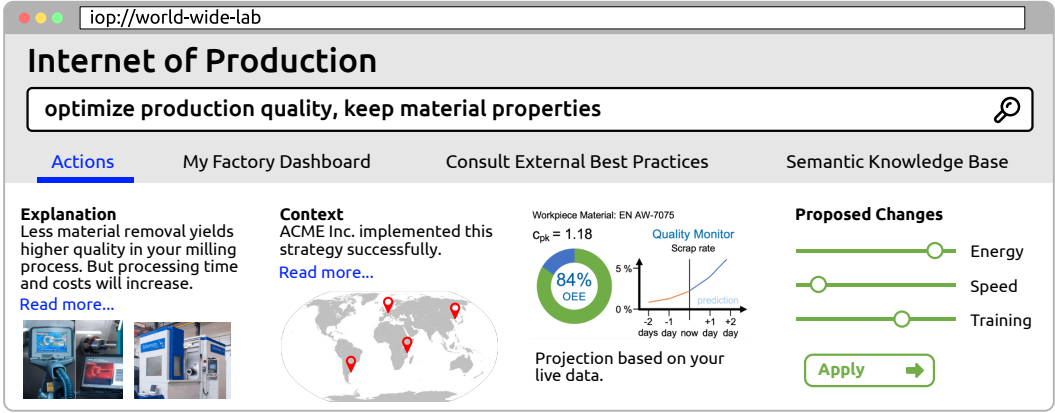 iop://world-wide-lab
Internet of Production
optimize production quality, keep material properties
Actions
My Factory Dashboard
Consult External Best Practices
Semantic Knowledge Base
Explanation
Less material removal yields
higher quality in your milling
process. But processing time
and costs will increase.
Read more...
Context
ACME Inc. implemented this
strategy successfully.
Read more...
Workpiece Material: EN AW-7075
cpk = 1.18
84%
OEE
Quality Monitor
Scrap rate
5 %
0 %
prediction
-2 -1 now +1 +2
days day day day
Projection based on your
live data.
Proposed Changes
Energy
Speed
Training
Apply